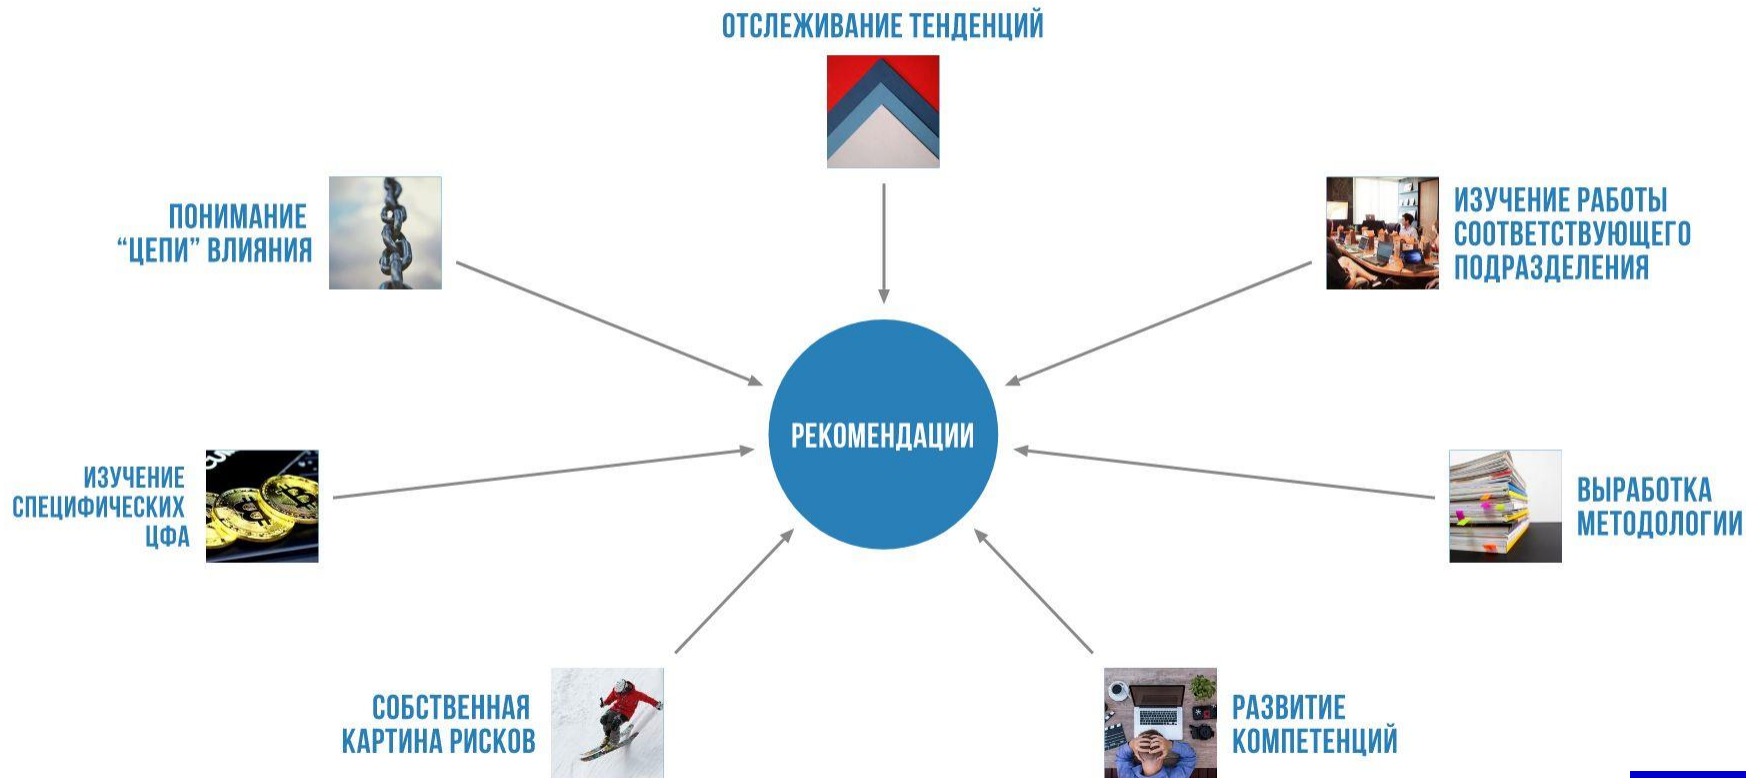 ОТСЛЕЖИВАНИЕ ТЕНДЕНЦИЙ
ПОНИМАНИЕ
“ЦЕПИ” ВЛИЯНИЯ
ИЗУЧЕНИЕ РАБОТЫ
СООТВЕТСТВУЮЩЕГО
ПОДРАЗДЕЛЕНИЯ
РЕКОМЕНДАЦИИ
ИЗУЧЕНИЕ
СПЕЦИФИЧЕСКИХ
ЦФА
ВЫРАБОТКА
МЕТОДОЛОГИИ
СОБСТВЕННАЯ
КАРТИНА РИСКОВ
РАЗВИТИЕ
КОМПЕТЕНЦИЙ